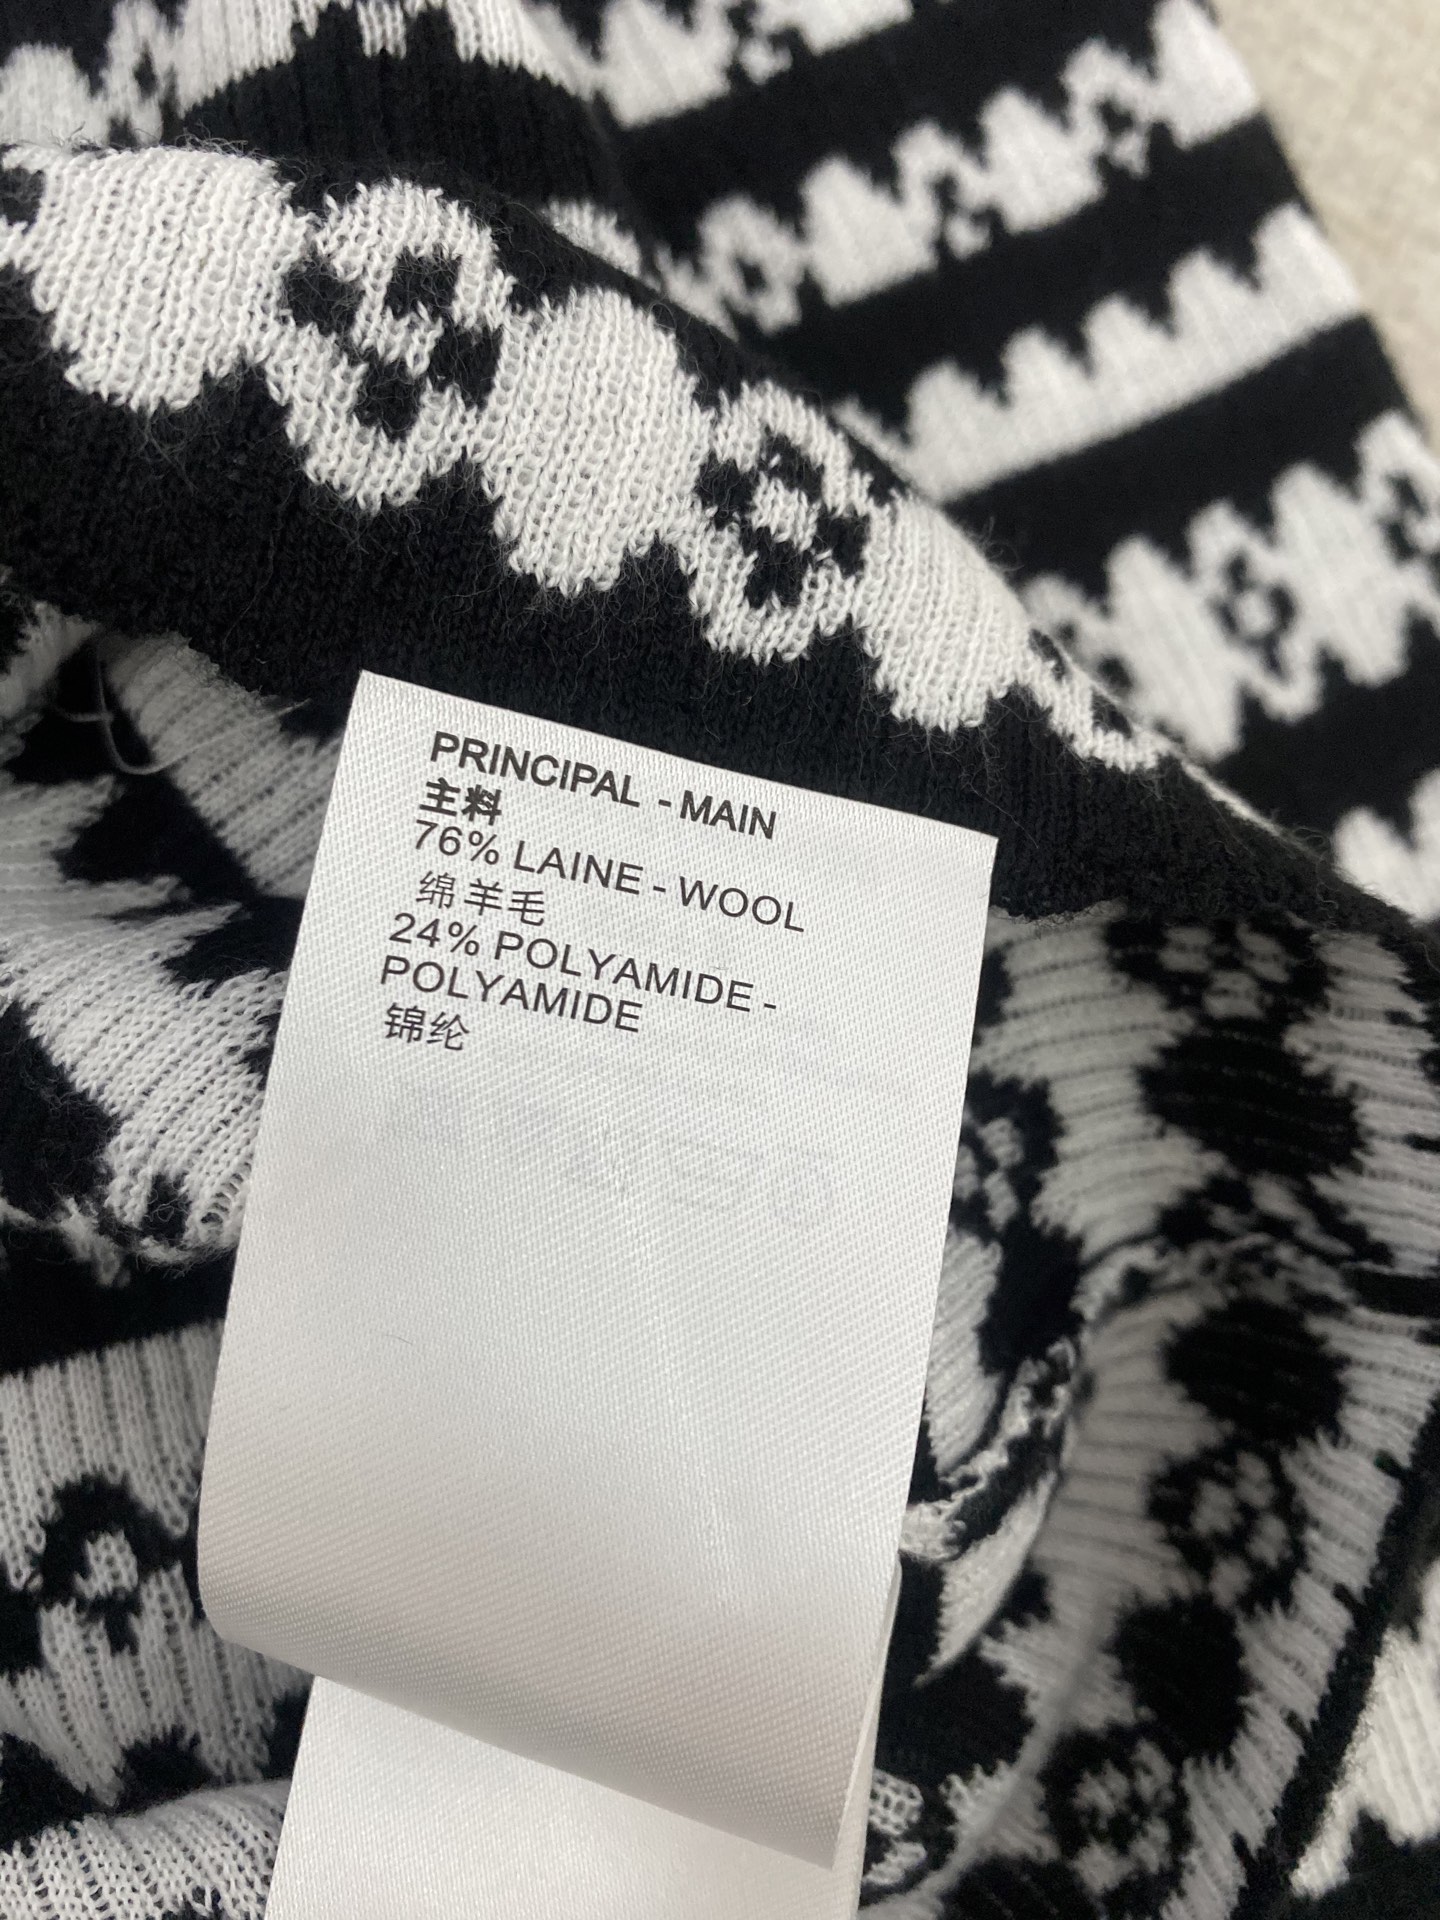 PRINCIPAL - MAIN
主料
76% LAINE - WOOL
绵羊毛
24% POLYAMIDE -
POLYAMIDE
锦纶